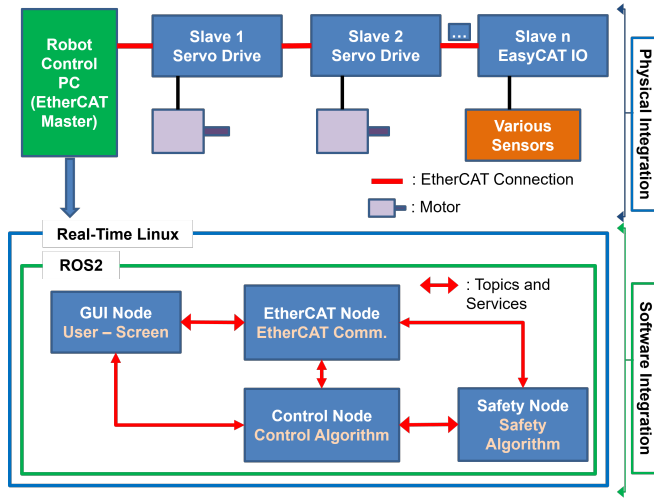 Robot
Control
PC
(EtherCAT
Master)
Slave 1
Servo Drive
Slave 2
Servo Drive
...
Slave n
EasyCAT IO
Various
Sensors
: EtherCAT Connection
: Motor
Physical Integration
Real-Time Linux
ROS2
: Topics and
Services
GUI Node
User – Screen
EtherCAT Node
EtherCAT Comm.
Control Node
Control Algorithm
Safety Node
Safety
Algorithm
Software Integration